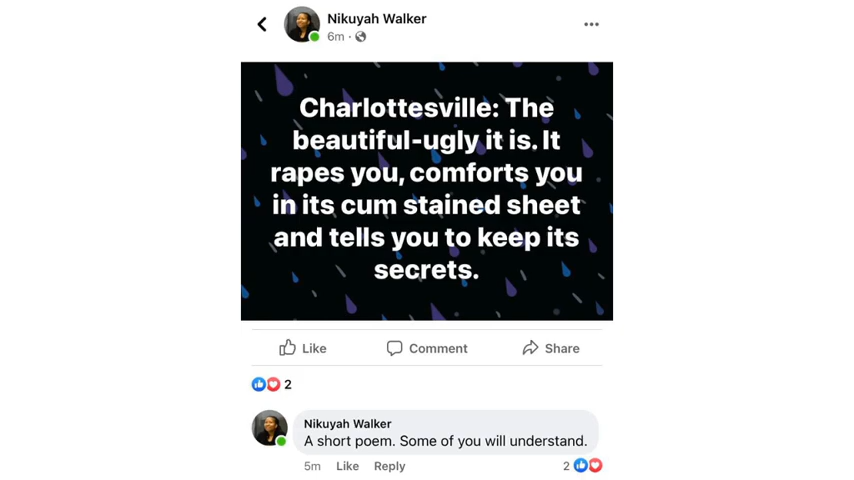 Nikuyah Walker
6m ·
Charlottesville: The
beautiful-ugly it is. It
rapes you, comforts you
in its cum stained sheet
and tells you to keep its
secrets.
Like Comment Share
2
Nikuyah Walker
A short poem. Some of you will understand.
5m Like Reply 2